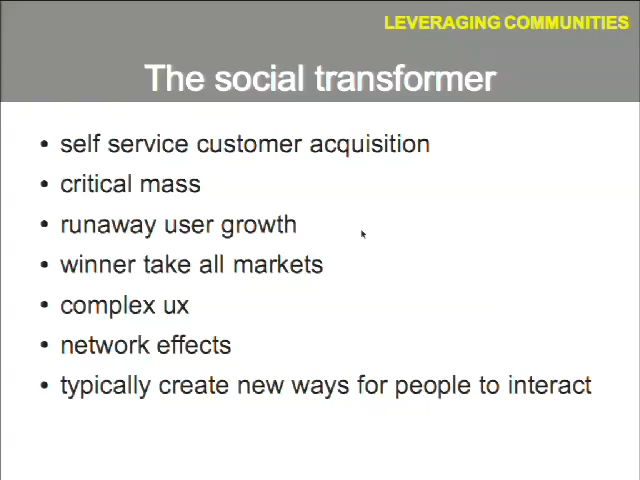 LEVERAGING COMMUNITIES
The social transformer
• self service customer acquisition
• critical mass
• runaway user growth
• winner take all markets
• complex ux
• network effects
• typically create new ways for people to interact